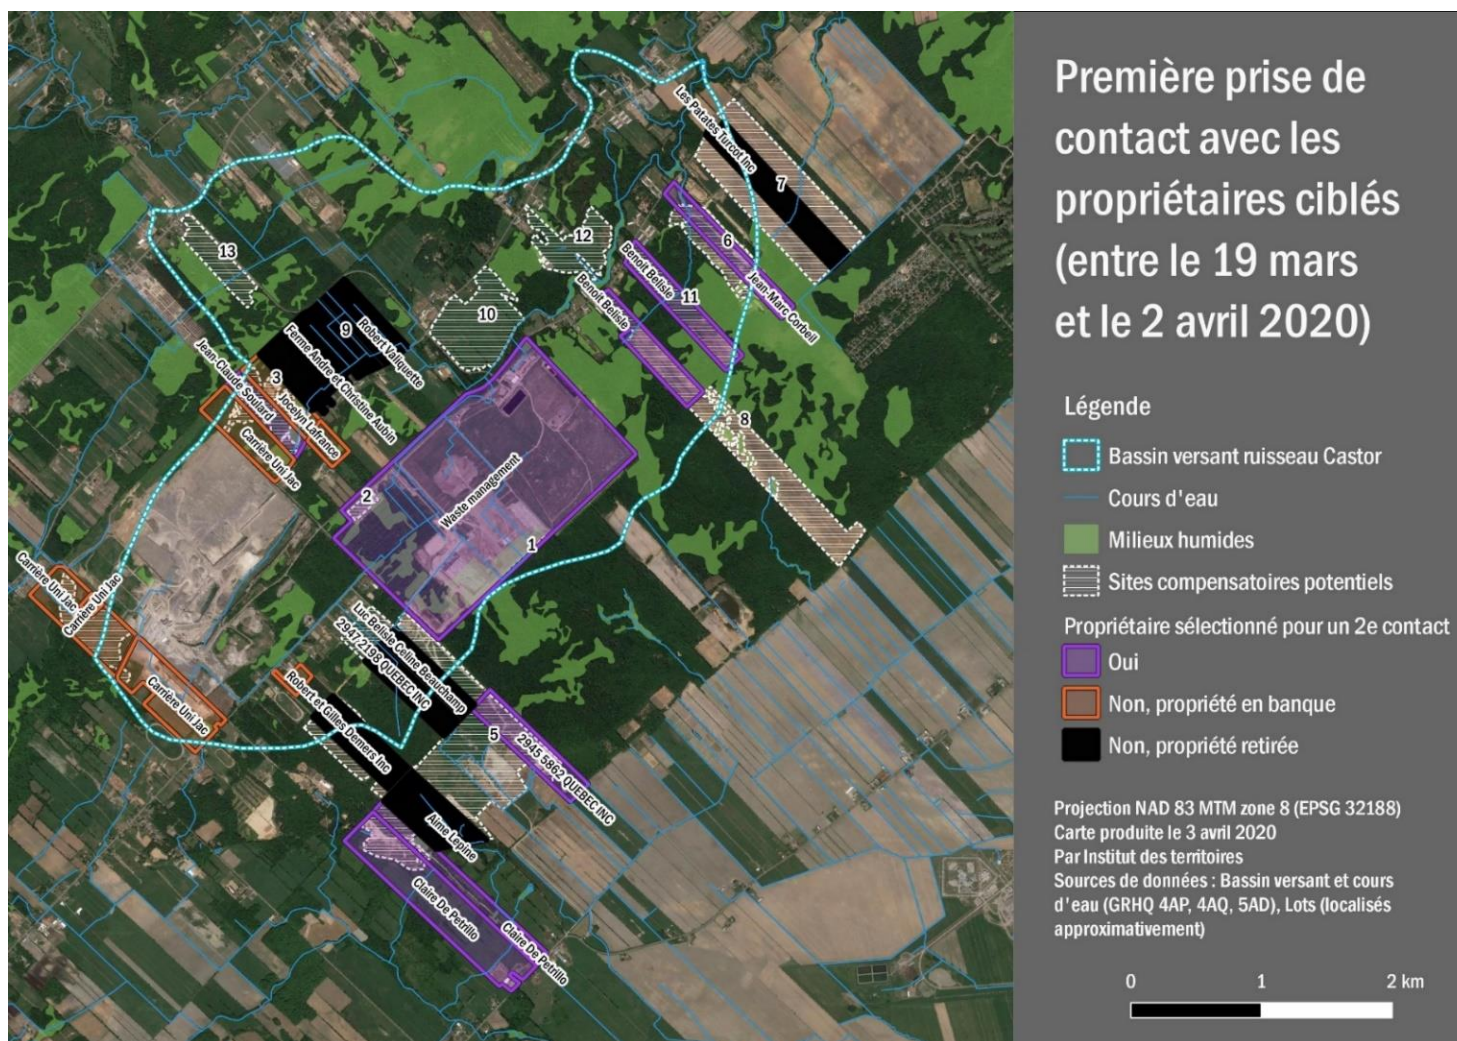 Première prise de
contact avec les
propriétaires ciblés
(entre le 19 mars
et le 2 avril 2020)
Légende
Bassin versant ruisseau Castor
Cours d'eau
Milieux humides
Sites compensatoires potentiels
Propriétaire sélectionné pour un 2e contact
Oui
Non, propriété en banque
Non, propriété retirée
Projection NAD 83 MTM zone 8 (EPSG 32188)
Carte produite le 3 avril 2020
Par Institut des territoires
Sources de données : Bassin versant et cours
d'eau (GRHQ 4AP, 4AQ, 5AD), Lots (localisés
approximativement)
0 1 2 km
Les Patates Turcot Inc
7
6
Jean-Marc Corbeil
12
13
Benoit Belisle
11
Benoit Belisle
10
9
Robert Valiquette
Ferme Andre et Christine Aubin
3
Jean-Claude Soulard
Jocelyn Lafrance
Carrière Uni Jac
8
2
Waste management
1
Carrière Uni Jac
Carrière Uni Jac
Carrière Uni Jac
Luc Belisle Celine Beauchamp
2947 2198 QUEBEC INC
Robert et Gilles Demers Inc
5
2945 5862 QUEBEC INC
Aime Lepine
Claire De Petrillo
Claire De Petrillo